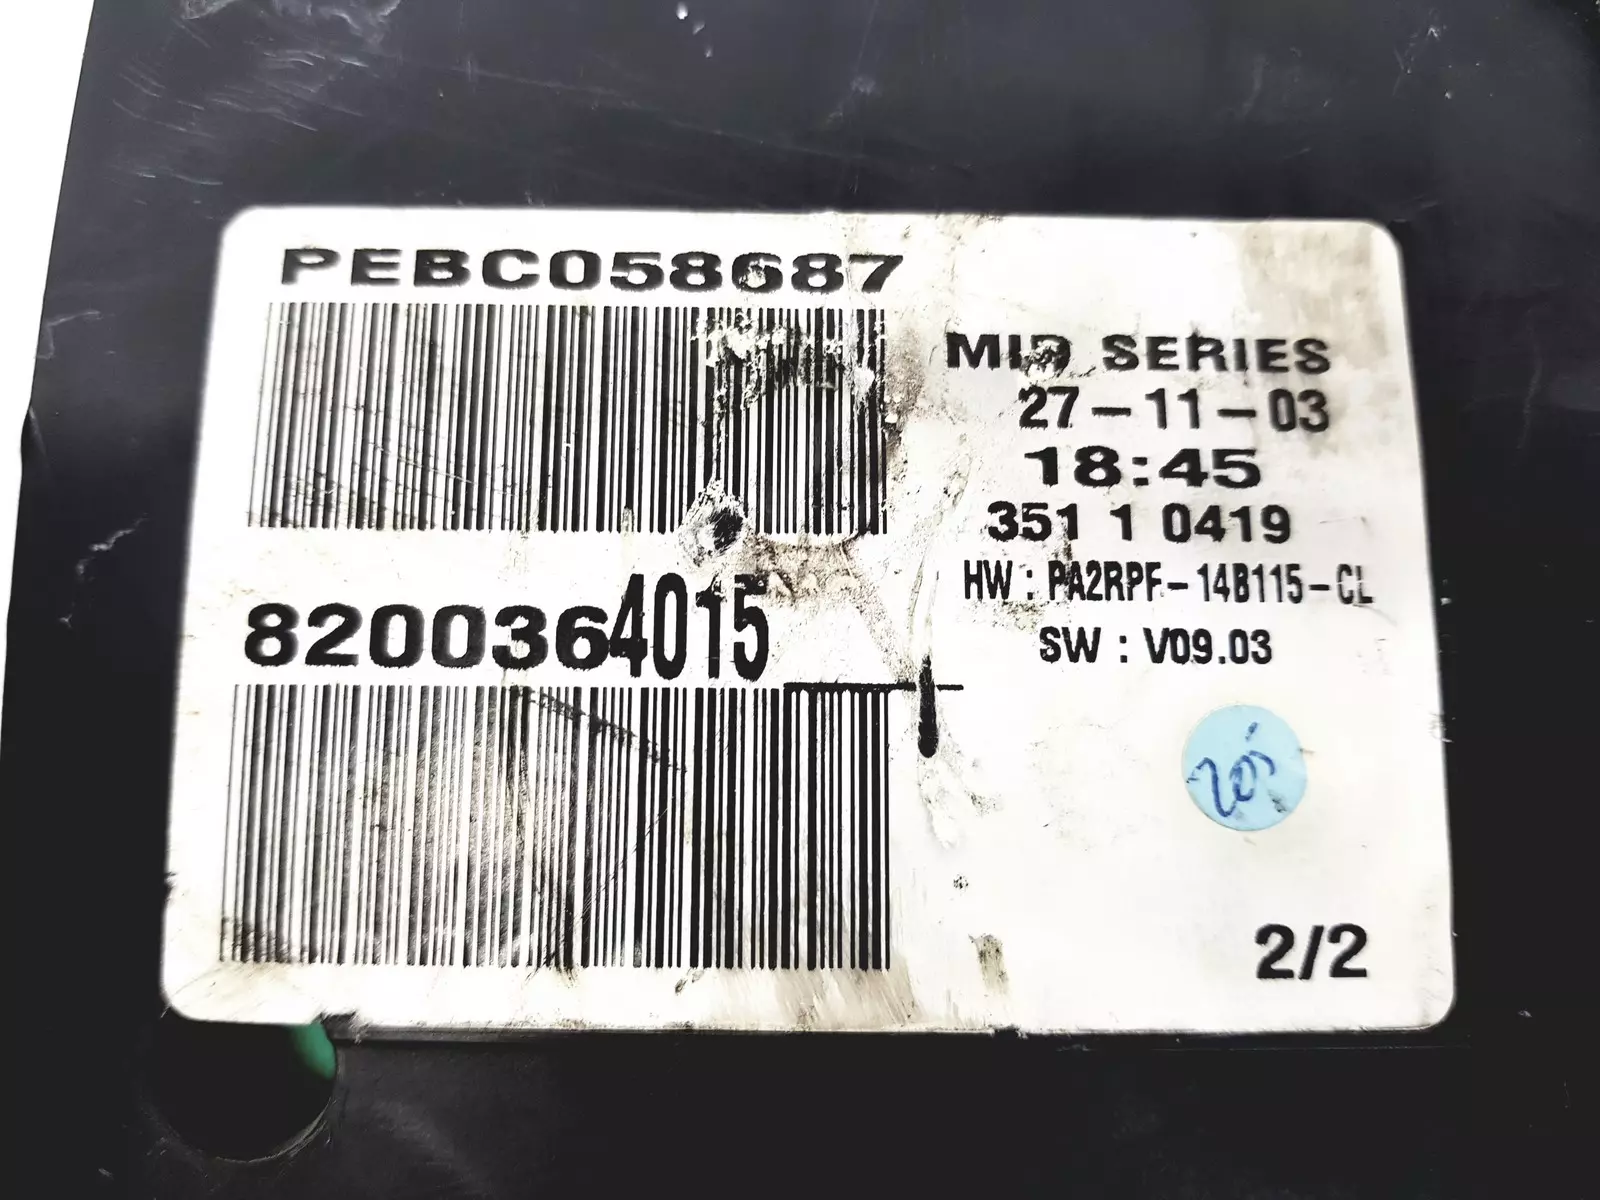 PEBC058687
MID SERIES
27-11-03
18:45
351 1 0419
HW : PA2RPF-14B115-CL
SW : V09.03
8200364015
2/2